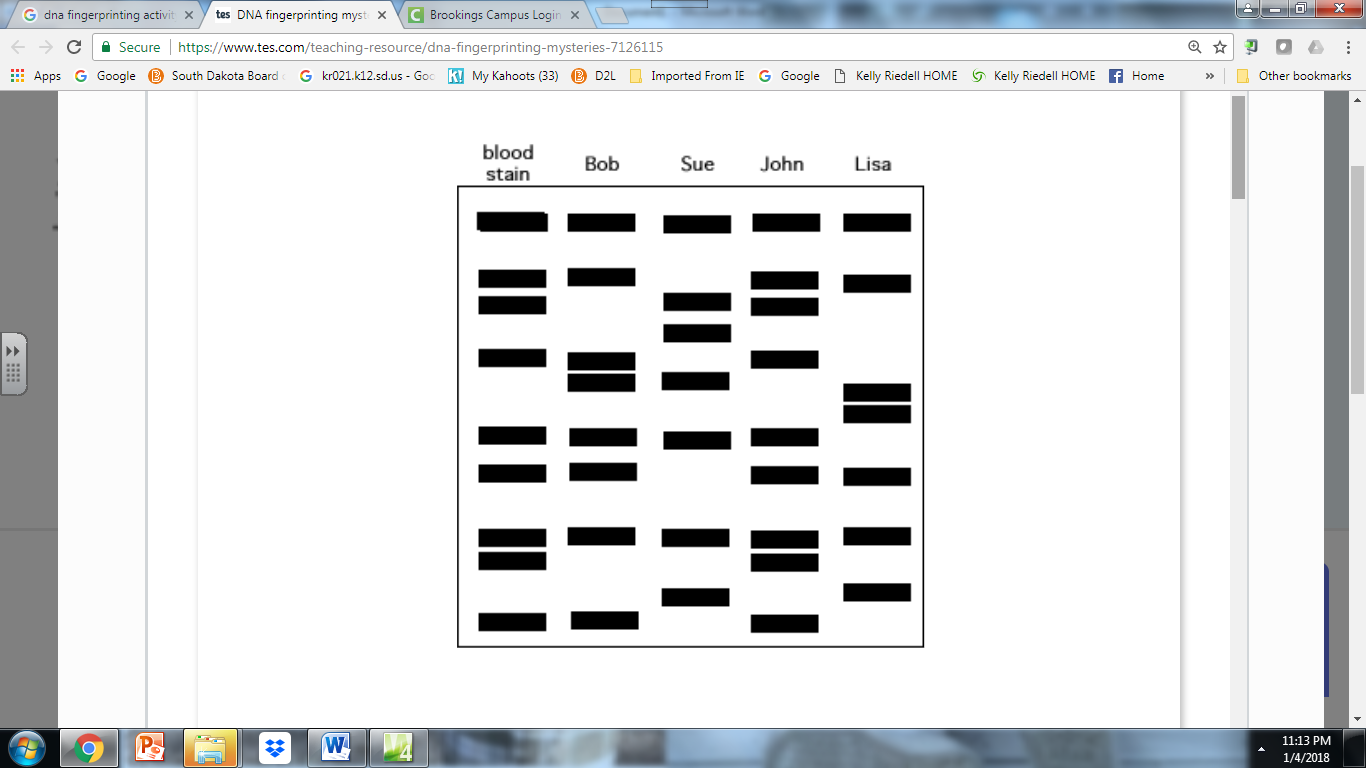 dna fingerprinting activit
tes DNA fingerprinting myst
Brookings Campus Login
Secure https://www.tes.com/teaching-resource/dna-fingerprinting-mysteries-7126115
Apps Google South Dakota Board kr021.k12.sd.us - Goo My Kahoots (33) D2L Imported From IE Google Kelly Riedell HOME Kelly Riedell HOME Home » Other bookmarks
blood
stain Bob Sue John Lisa
11:13 PM
1/4/2018